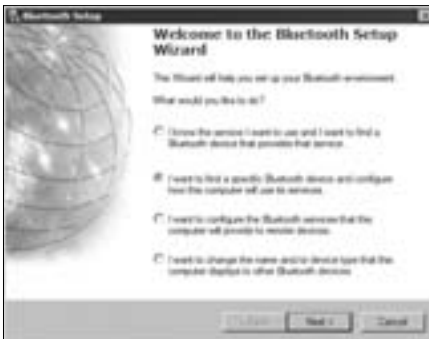 Bluetooth Setup
Welcome to the Bluetooth Setup
Wizard
This Wizard will help you set up your Bluetooth environment.
What would you like to do?
I know the service I want to use and I want to find a
Bluetooth device that provides that service.
I want to find a specific Bluetooth device and configure
how this computer will use its services.
I want to configure the Bluetooth services that this
computer will provide to remote devices.
I want to change the name and/or device type that this
computer displays to other Bluetooth devices.
< Back
Next >
Cancel